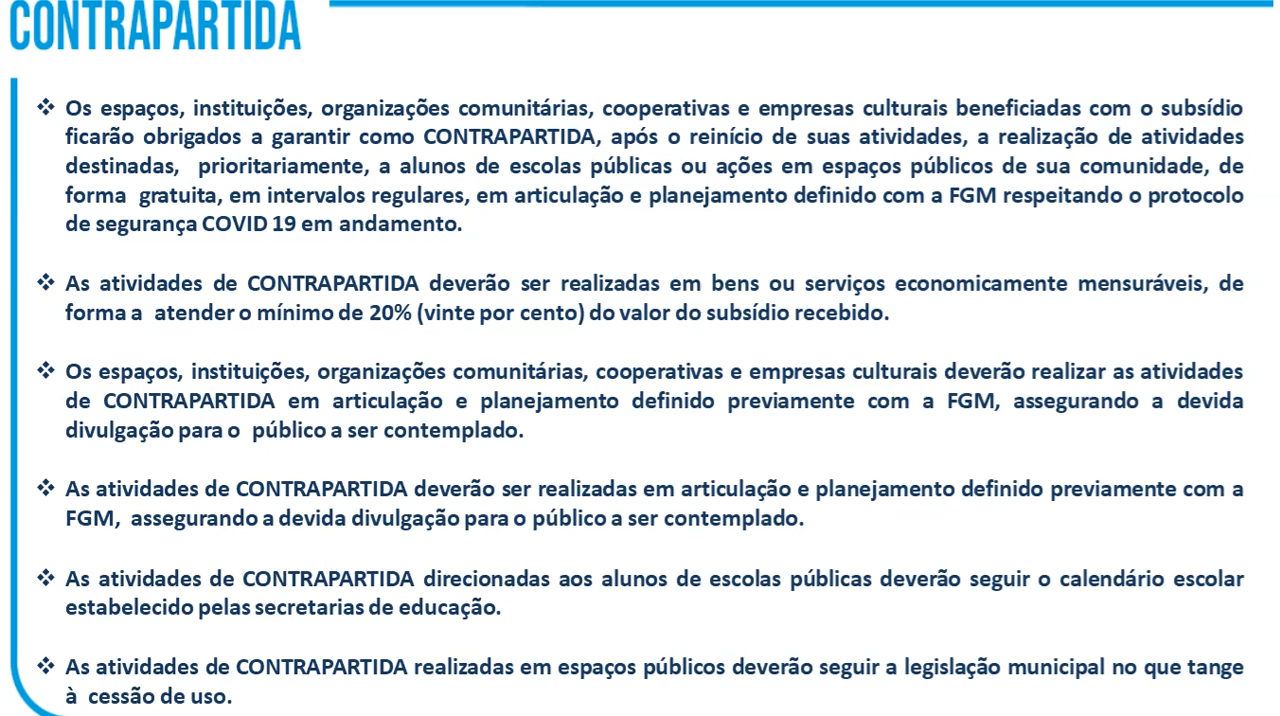 CONTRAPARTIDA
❖ Os espaços, instituições, organizações comunitárias, cooperativas e empresas culturais beneficiadas com o subsídio
ficarão obrigados a garantir como CONTRAPARTIDA, após o reinício de suas atividades, a realização de atividades
destinadas, prioritariamente, a alunos de escolas públicas ou ações em espaços públicos de sua comunidade, de
forma gratuita, em intervalos regulares, em articulação e planejamento definido com a FGM respeitando o protocolo
de segurança COVID 19 em andamento.
❖ As atividades de CONTRAPARTIDA deverão ser realizadas em bens ou serviços economicamente mensuráveis, de
forma a atender o mínimo de 20% (vinte por cento) do valor do subsídio recebido.
❖ Os espaços, instituições, organizações comunitárias, cooperativas e empresas culturais deverão realizar as atividades
de CONTRAPARTIDA em articulação e planejamento definido previamente com a FGM, assegurando a devida
divulgação para o público a ser contemplado.
❖ As atividades de CONTRAPARTIDA deverão ser realizadas em articulação e planejamento definido previamente com a
FGM, assegurando a devida divulgação para o público a ser contemplado.
❖ As atividades de CONTRAPARTIDA direcionadas aos alunos de escolas públicas deverão seguir o calendário escolar
estabelecido pelas secretarias de educação.
❖ As atividades de CONTRAPARTIDA realizadas em espaços públicos deverão seguir a legislação municipal no que tange
à cessão de uso.